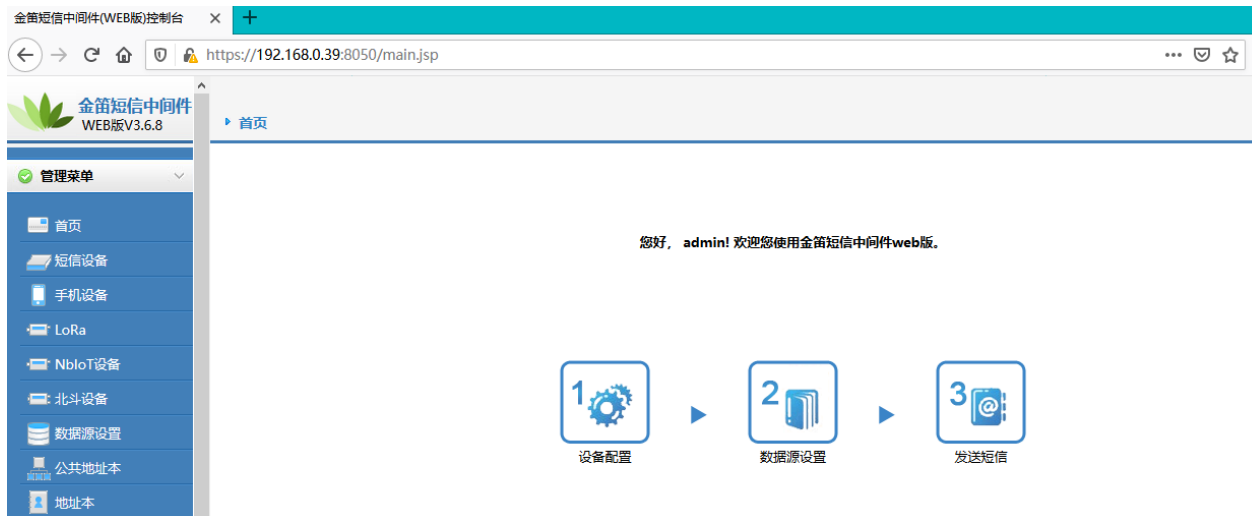 金笛短信中间件(WEB版)控制台
https://192.168.0.39:8050/main.jsp
金笛短信中间件
WEB版V3.6.8
首页
管理菜单
首页
短信设备
手机设备
LoRa
NbIoT设备
北斗设备
数据源设置
公共地址本
地址本
您好， admin! 欢迎您使用金笛短信中间件web版。
1
2
3
设备配置
数据源设置
发送短信